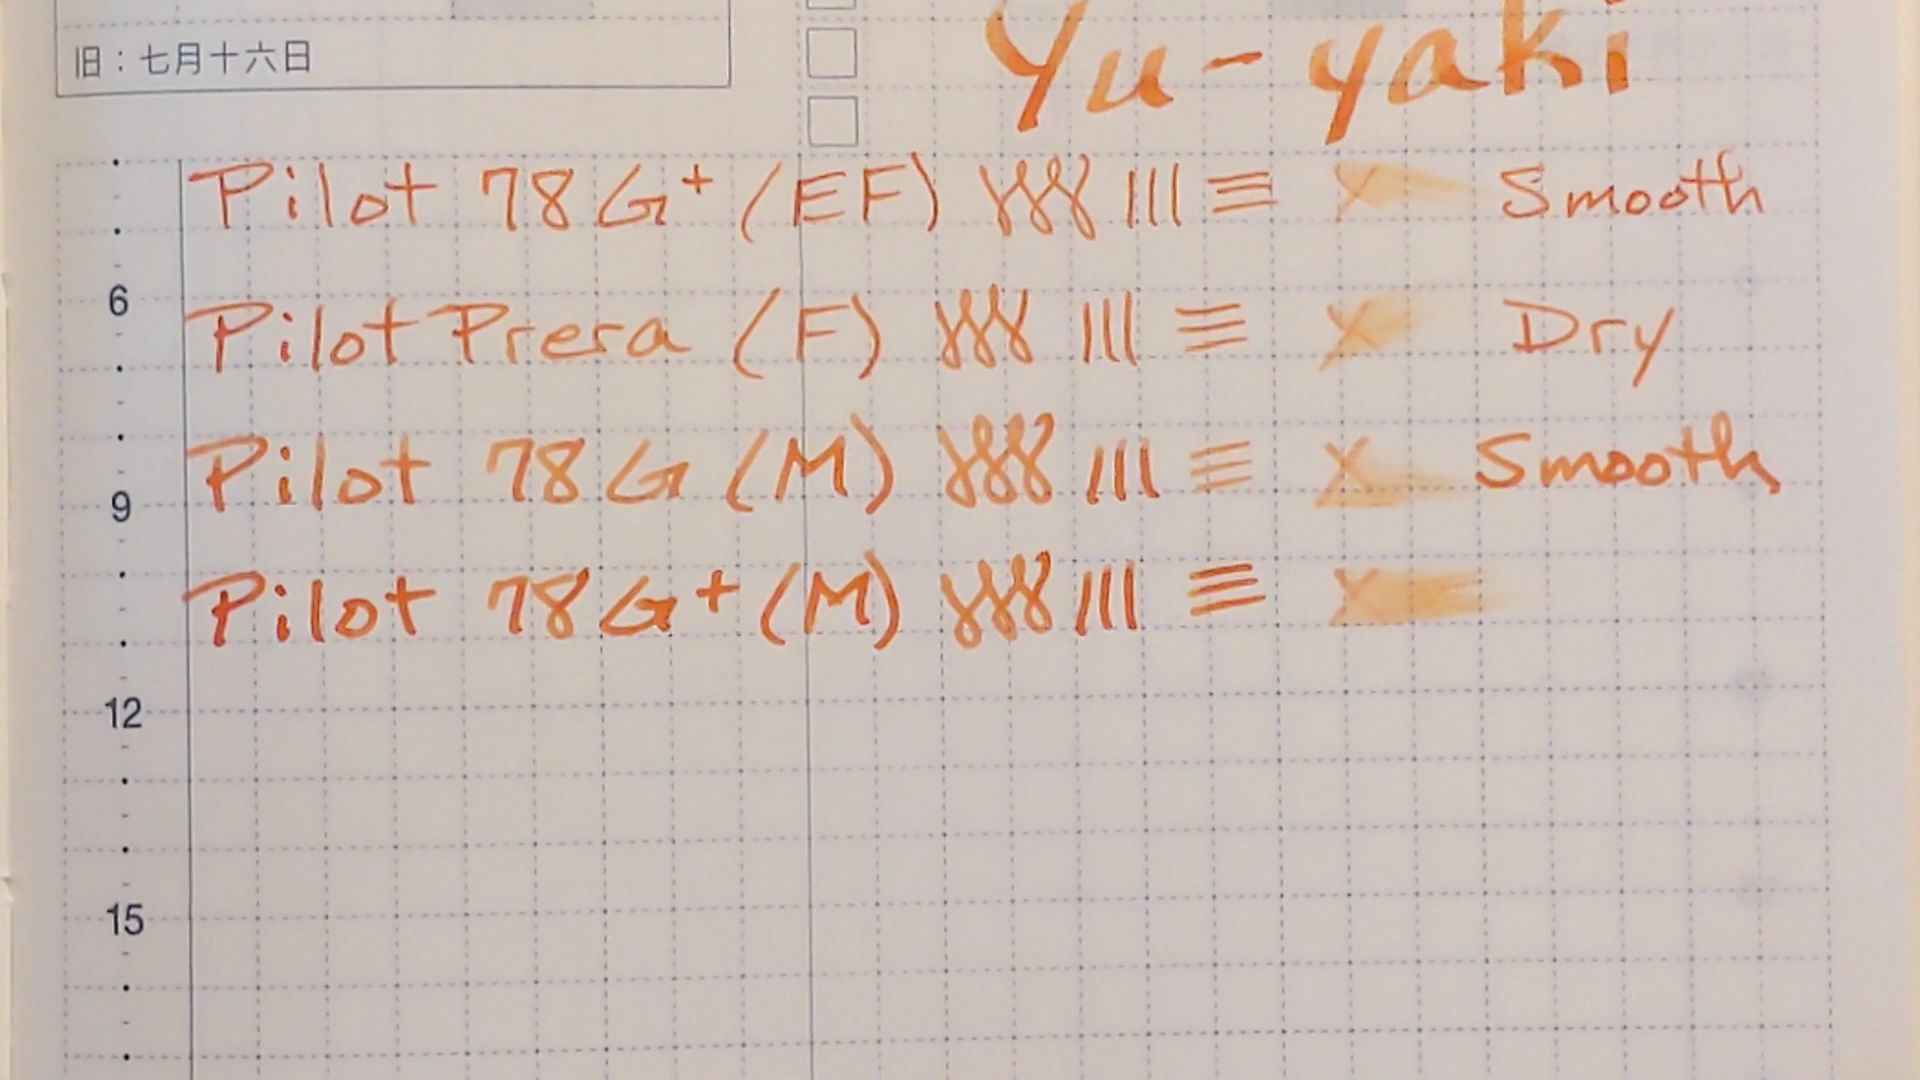 旧：七月十六日
Yu-yaki
Pilot 78G+ (EF) Smooth
6
Pilot Prera (F) Dry
Pilot 78G (M) Smooth
9
Pilot 78G+ (M)
12
15